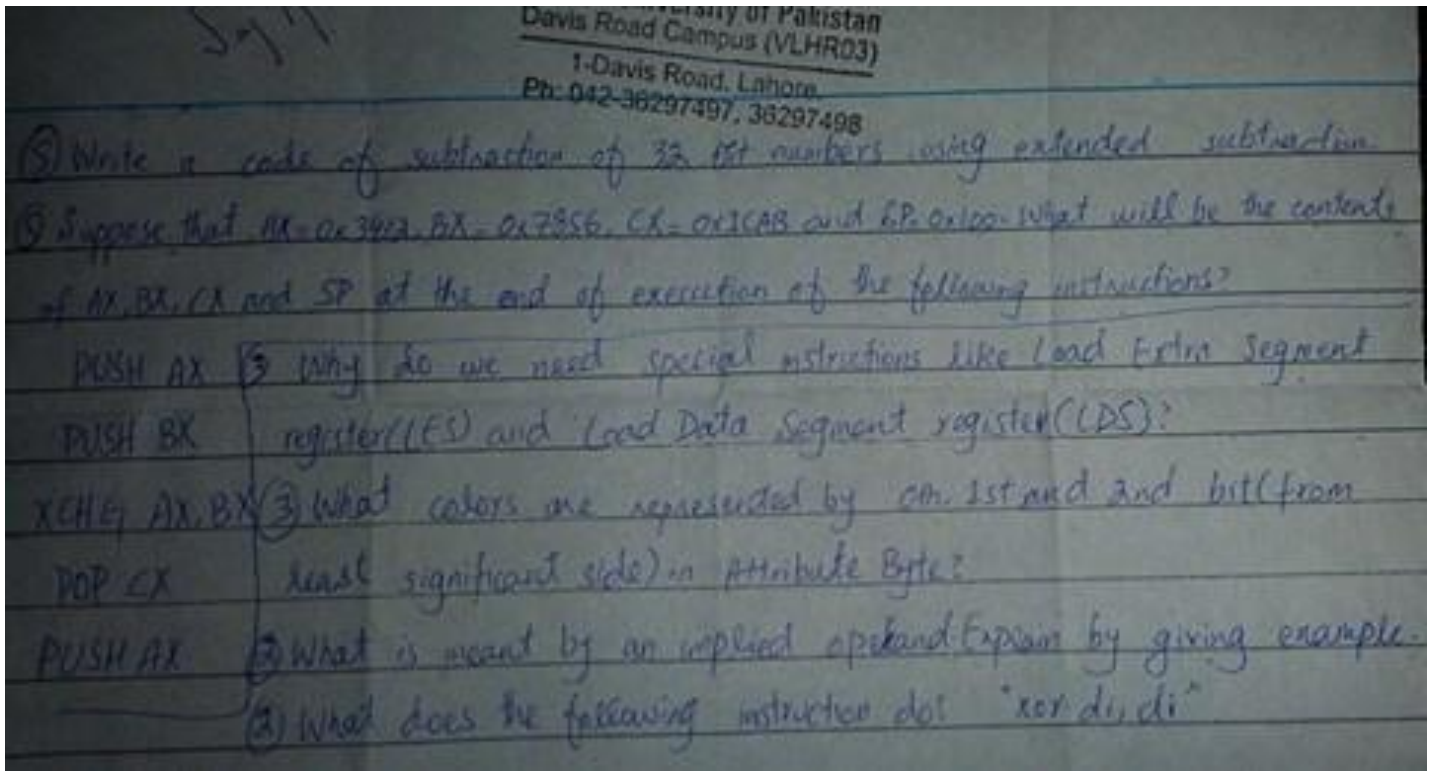 versity of Pakistan
Davis Road Campus (VLHR03)
1-Davis Road, Lahore.
Ph: 042-36297497, 36297498
(5) Write a code of subtraction of 32 bit numbers using extended subtraction.
Suppose that AX= BX= 0x7856, CX= 0x1CAB and SP= 0x100. What will be the contents
of AX, BX, CX and SP at the end of execution of the following instructions?
PUSH AX 3 Why do we need special instructions like Load Extra Segment
PUSH BX register(LES) and Load Data Segment register(LDS)?
XCHG AX, BX (3) What colors are represented by 1st and 2nd bit(from
POP CX least significant side) in Attribute Byte?
PUSH AX (2) What is meant by an implied operand. Explain by giving example.
(2) What does the following instruction do? "xor di, di"